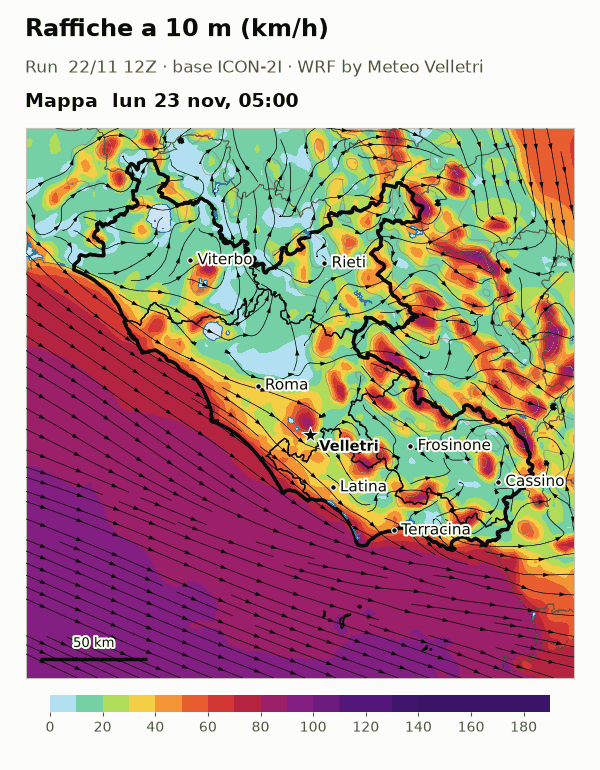 Raffiche a 10 m (km/h)
Run  22/11 12Z · base ICON-2I · WRF by Meteo Velletri
Mappa  lun 23 nov, 05:00
Viterbo
Rieti
Roma
Velletri
Frosinone
Latina
Cassino
Terracina
50 km
0 20 40 60 80 100 120 140 160 180